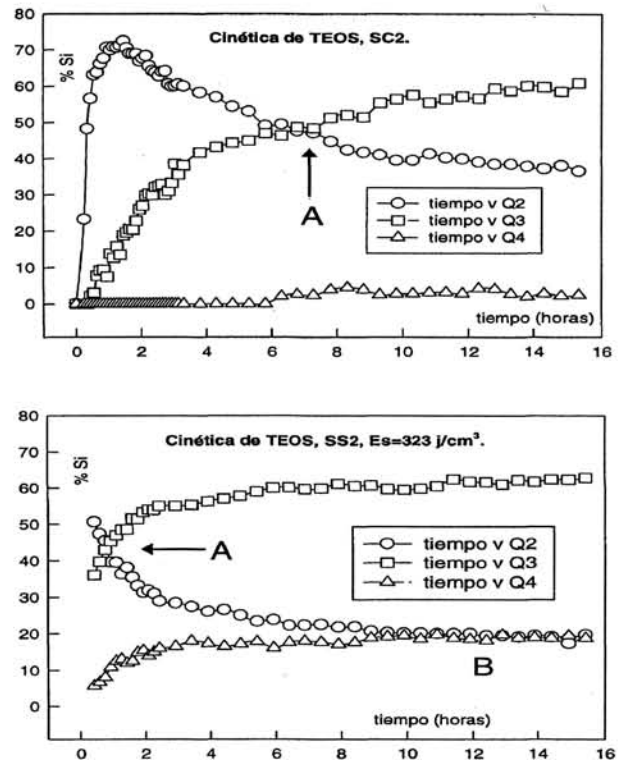 80
70
60
50
40
30
20
10
0
% Si
Cinética de TEOS, SC2.
A
tiempo v Q2
tiempo v Q3
tiempo v Q4
tiempo (horas)
0 2 4 6 8 10 12 14 16
80
70
60
50
40
30
20
10
0
% Si
Cinética de TEOS, SS2, Es=323 j/cm³.
A
tiempo v Q2
tiempo v Q3
tiempo v Q4
B
tiempo (horas)
0 2 4 6 8 10 12 14 16